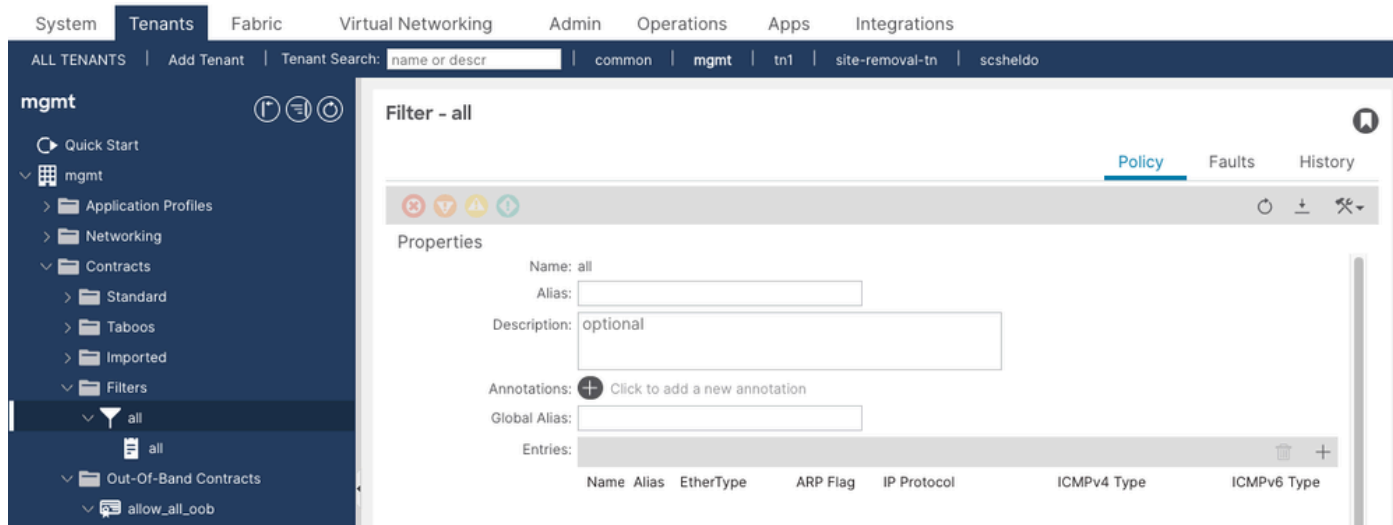 System Tenants Fabric Virtual Networking Admin Operations Apps Integrations
ALL TENANTS | Add Tenant | Tenant Search: name or descr | common | mgmt | tn1 | site-removal-tn | scsheldo
mgmt
Quick Start
mgmt
Application Profiles
Networking
Contracts
Standard
Taboos
Imported
Filters
all
all
Out-Of-Band Contracts
allow_all_oob
Filter - all
Policy Faults History
Properties
Name: all
Alias:
Description: optional
Annotations: Click to add a new annotation
Global Alias:
Entries:
Name Alias EtherType ARP Flag IP Protocol ICMPv4 Type ICMPv6 Type